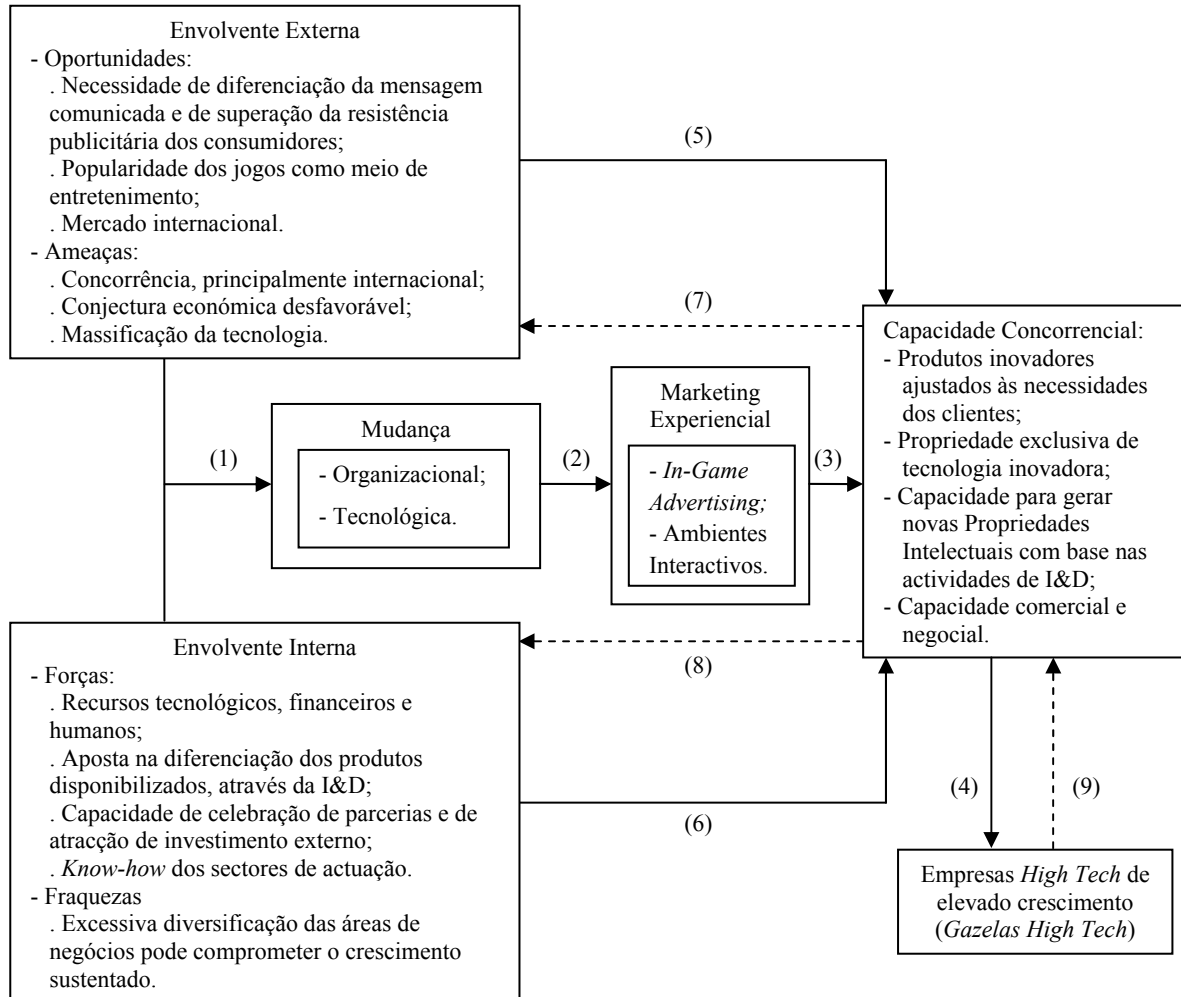 Envolvente Externa
- Oportunidades:
. Necessidade de diferenciação da mensagem
comunicada e de superação da resistência
publicitária dos consumidores;
. Popularidade dos jogos como meio de
entretenimento;
. Mercado internacional.
- Ameaças:
. Concorrência, principalmente internacional;
. Conjectura económica desfavorável;
. Massificação da tecnologia.
(5)
(7)
(1)
Mudança
- Organizacional;
- Tecnológica.
(2)
Marketing
Experiencial
- In-Game
Advertising;
- Ambientes
Interactivos.
(3)
Capacidade Concorrencial:
- Produtos inovadores
ajustados às necessidades
dos clientes;
- Propriedade exclusiva de
tecnologia inovadora;
- Capacidade para gerar
novas Propriedades
Intelectuais com base nas
actividades de I&D;
- Capacidade comercial e
negocial.
Envolvente Interna
- Forças:
. Recursos tecnológicos, financeiros e
humanos;
. Aposta na diferenciação dos produtos
disponibilizados, através da I&D;
. Capacidade de celebração de parcerias e de
atracção de investimento externo;
. Know-how dos sectores de actuação.
- Fraquezas
. Excessiva diversificação das áreas de
negócios pode comprometer o crescimento
sustentado.
(8)
(6)
(4)
(9)
Empresas High Tech de
elevado crescimento
(Gazelas High Tech)